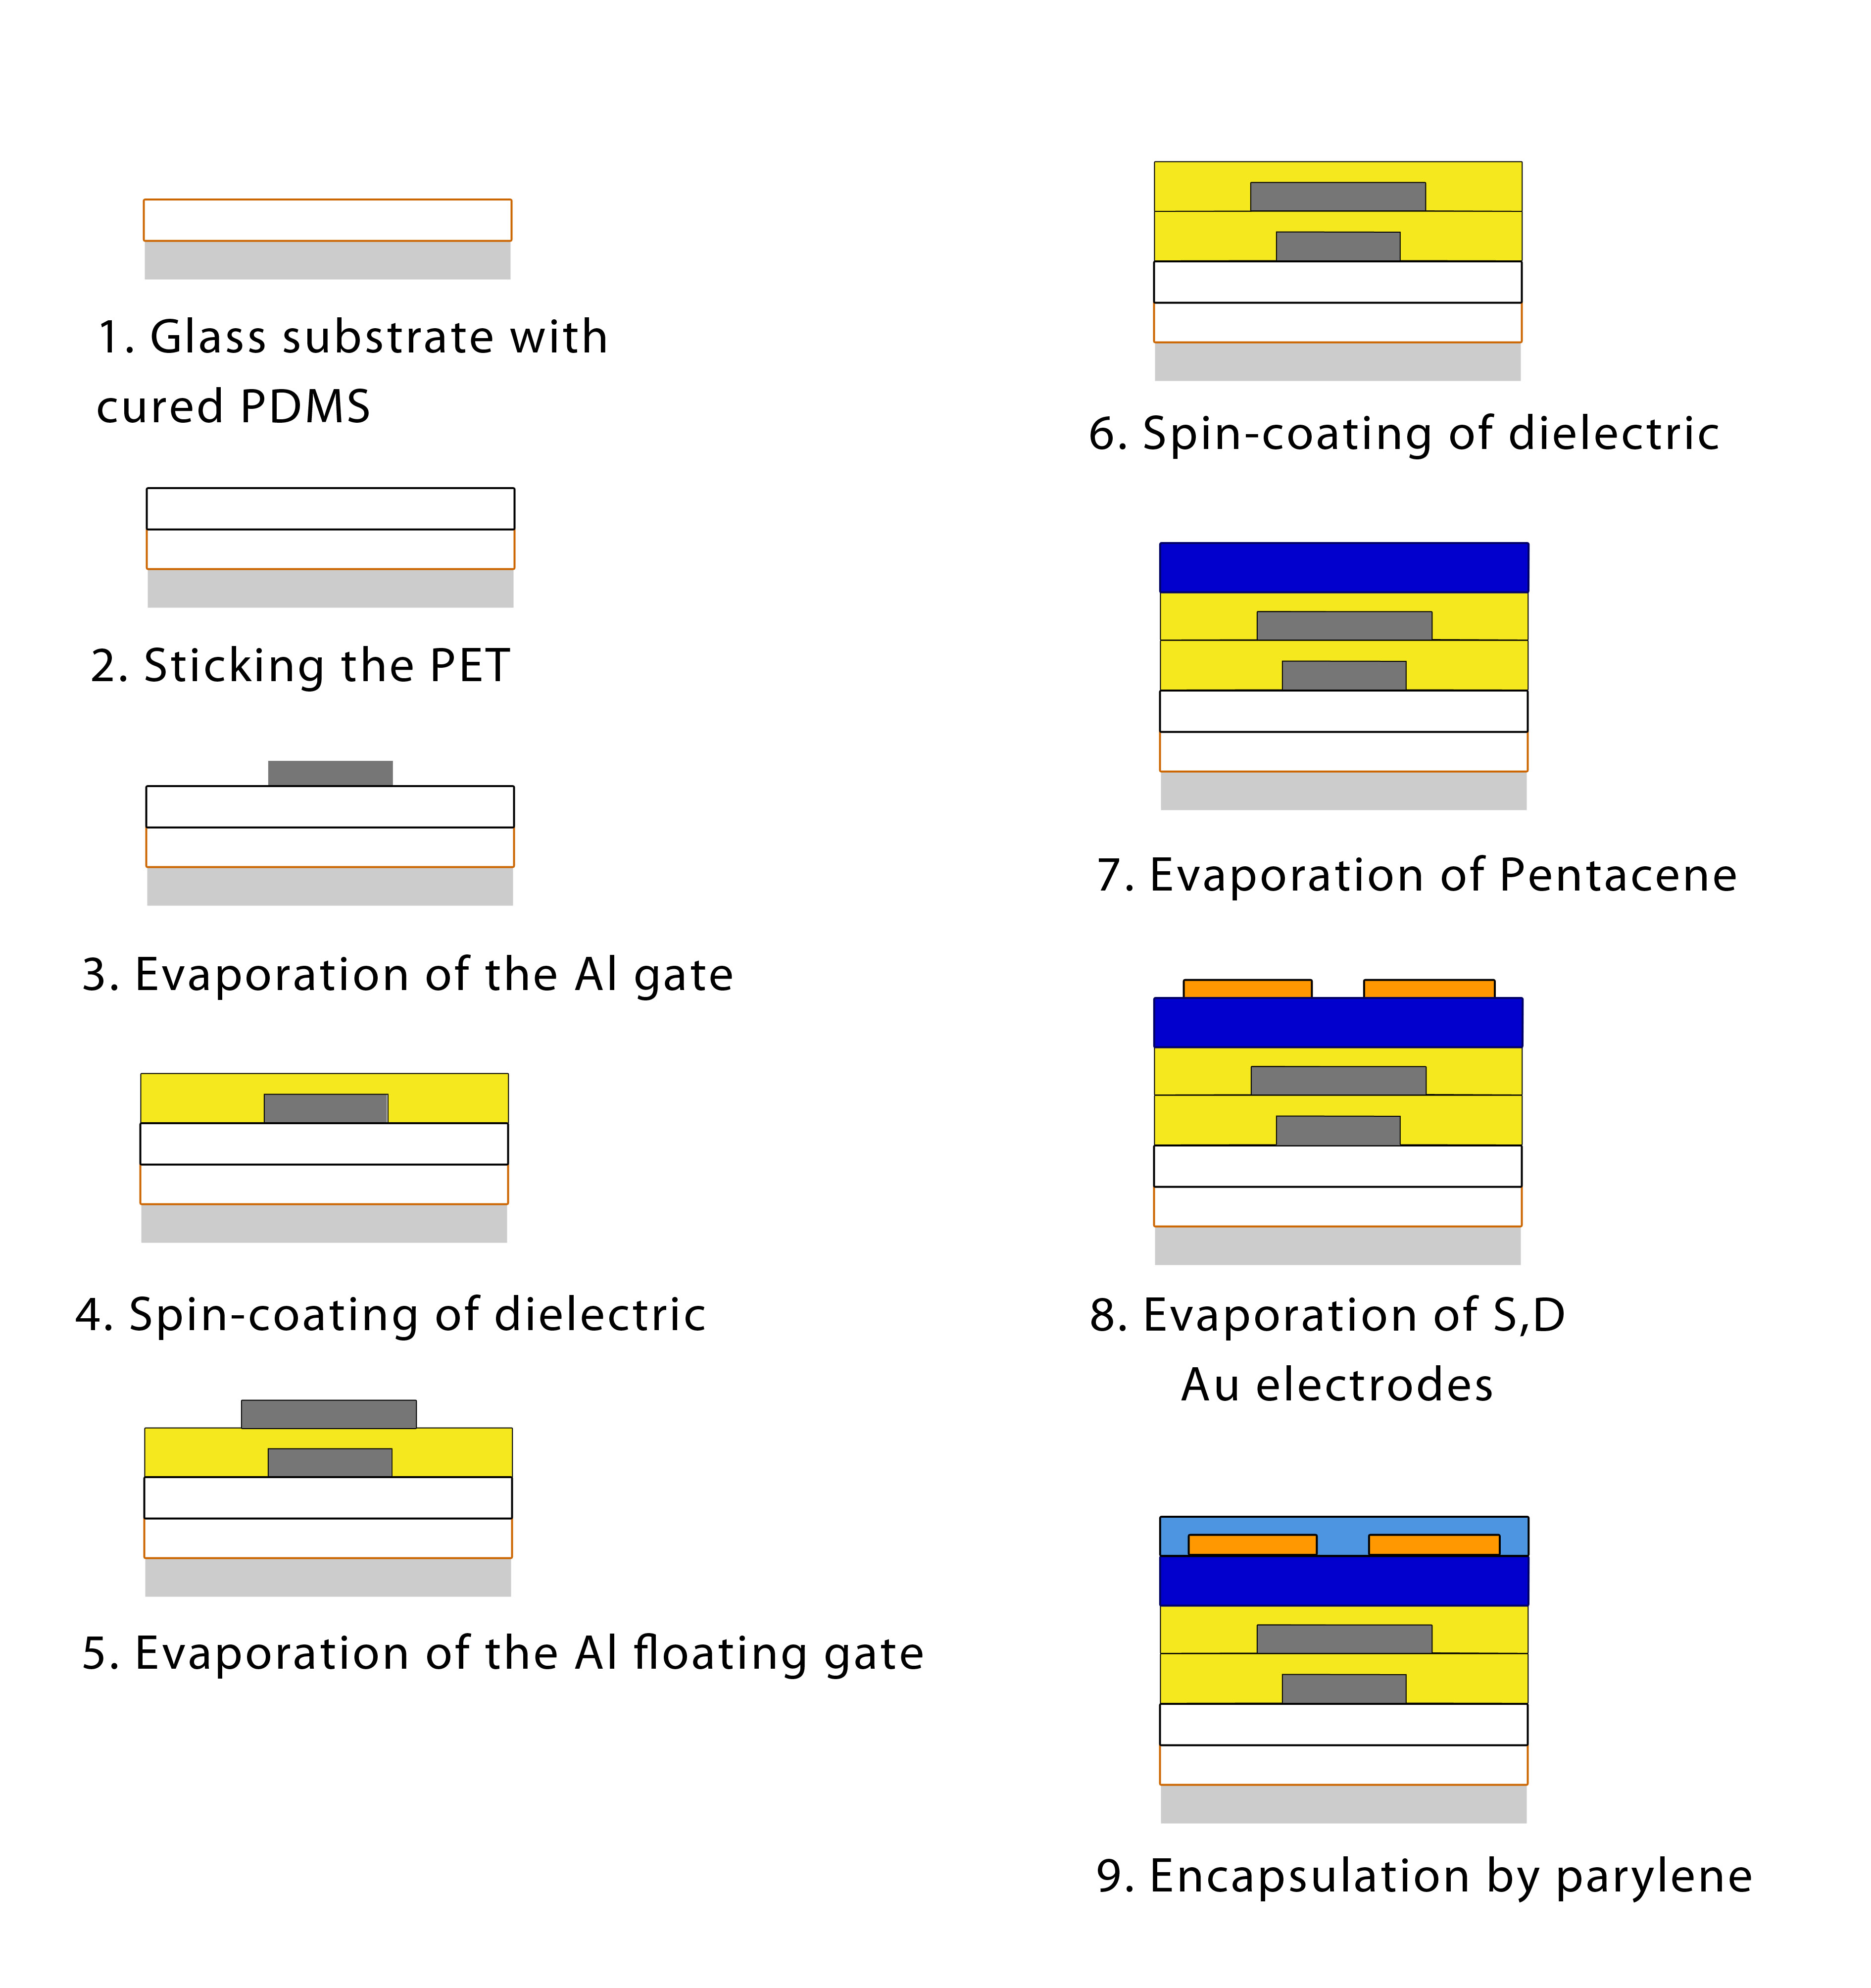 1. Glass substrate with
cured PDMS
2. Sticking the PET
3. Evaporation of the Al gate
4. Spin-coating of dielectric
5. Evaporation of the Al floating gate
6. Spin-coating of dielectric
7. Evaporation of Pentacene
8. Evaporation of S,D
Au electrodes
9. Encapsulation by parylene